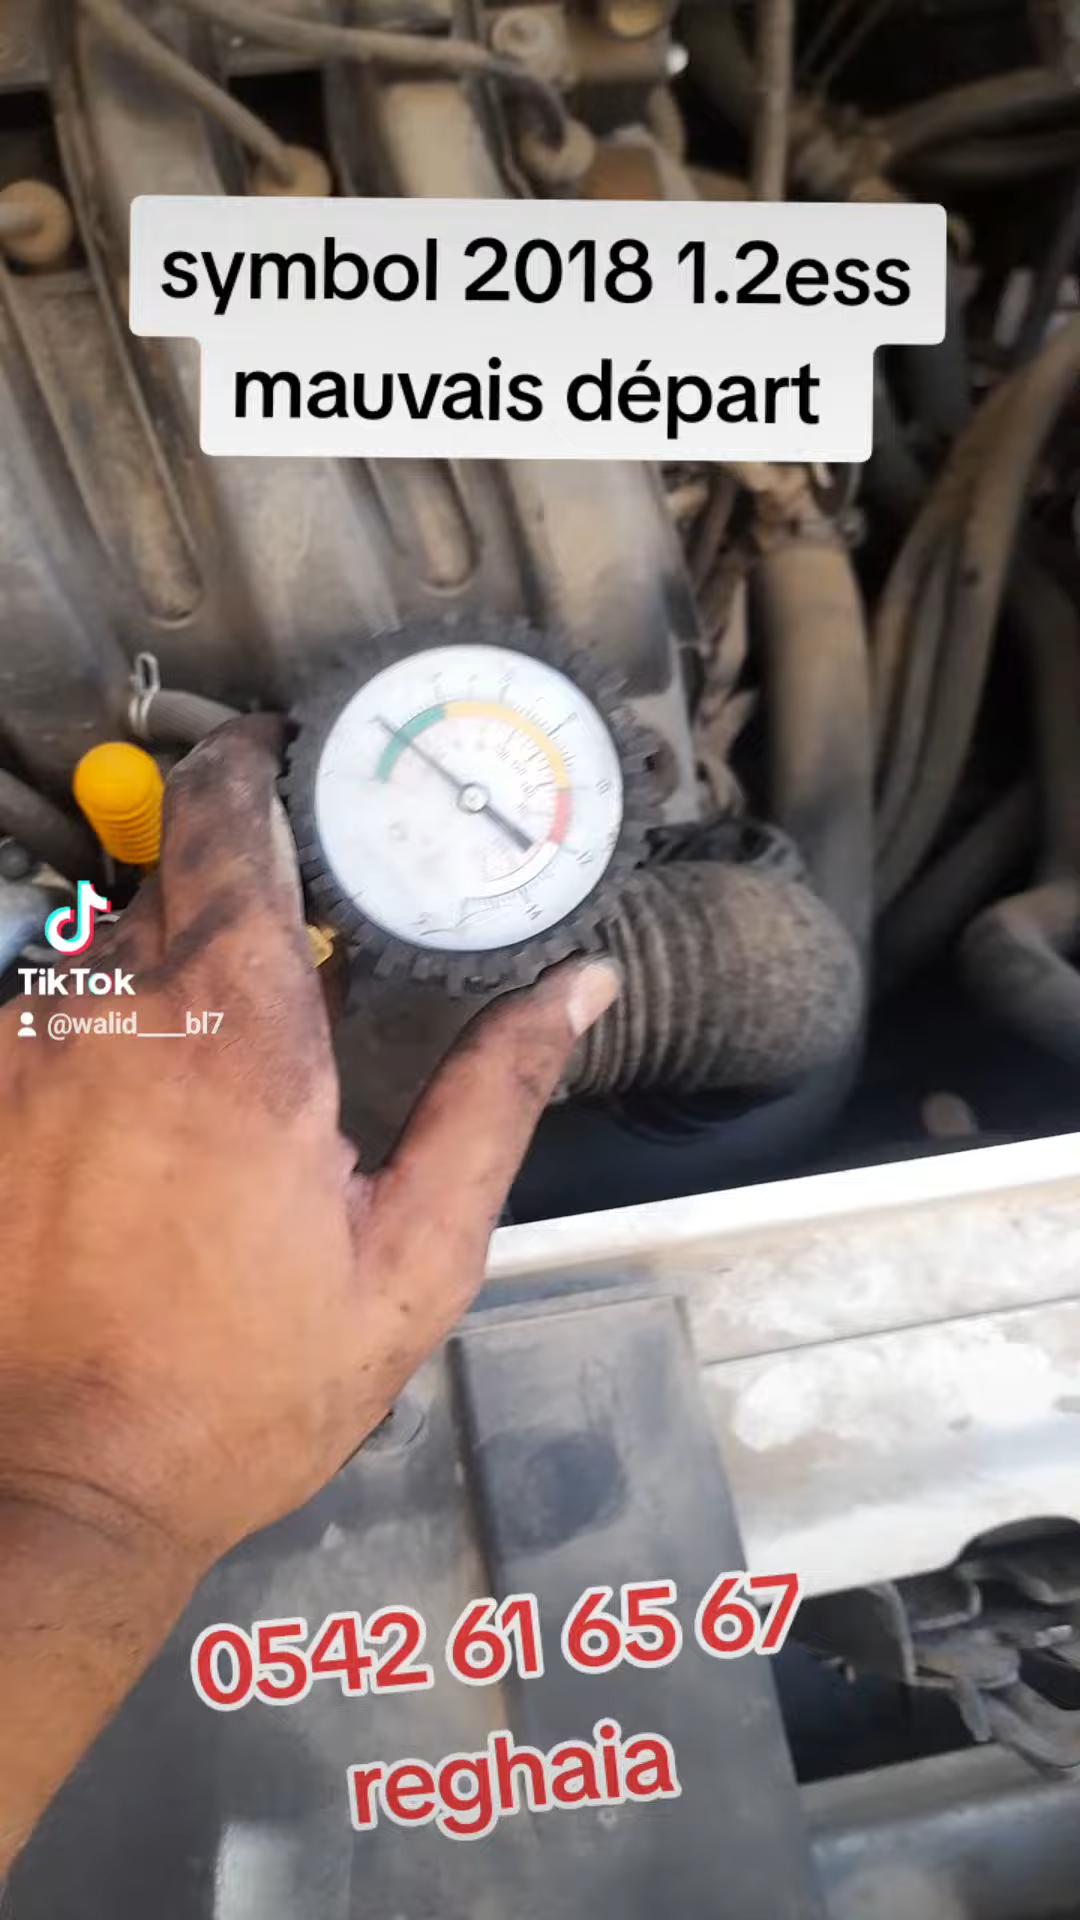 symbol 2018 1.2ess
mauvais départ
TikTok
@walid___bl7
0542 61 65 67
reghaia